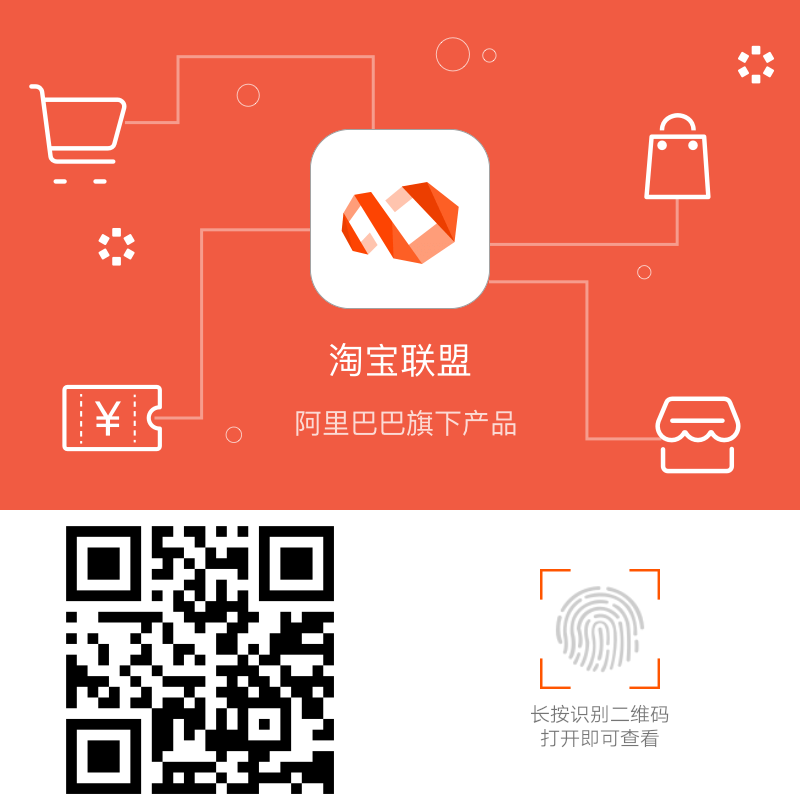 淘宝联盟
阿里巴巴旗下产品
¥
长按识别二维码
打开即可查看